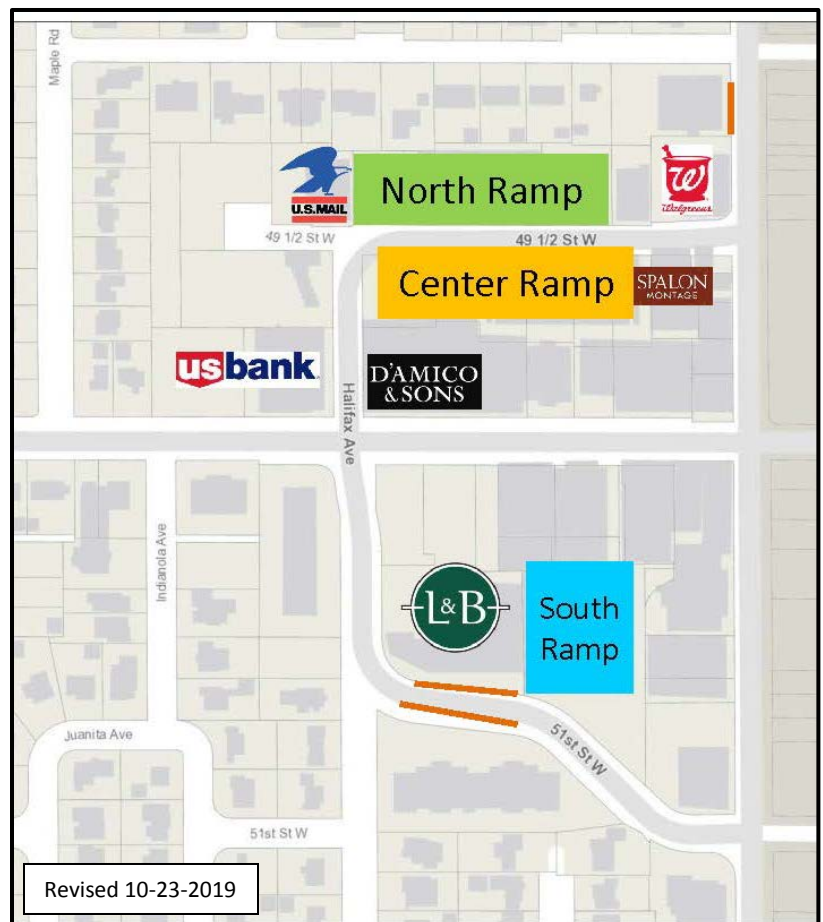 Maple Rd
U.S.MAIL
North Ramp
Walgreens
49 1/2 St W
49 1/2 St W
Center Ramp
SPALON
MONTAGE
usbank
D'AMICO
& SONS
Halifax Ave
Indianola Ave
L&B
South
Ramp
Juanita Ave
51st St W
51st St W
Revised 10-23-2019